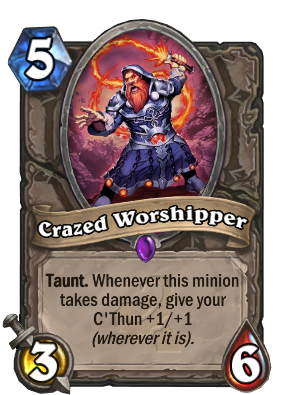 5
Crazed Worshipper
Taunt. Whenever this minion
takes damage, give your
C'Thun +1/+1
(wherever it is).
3
6